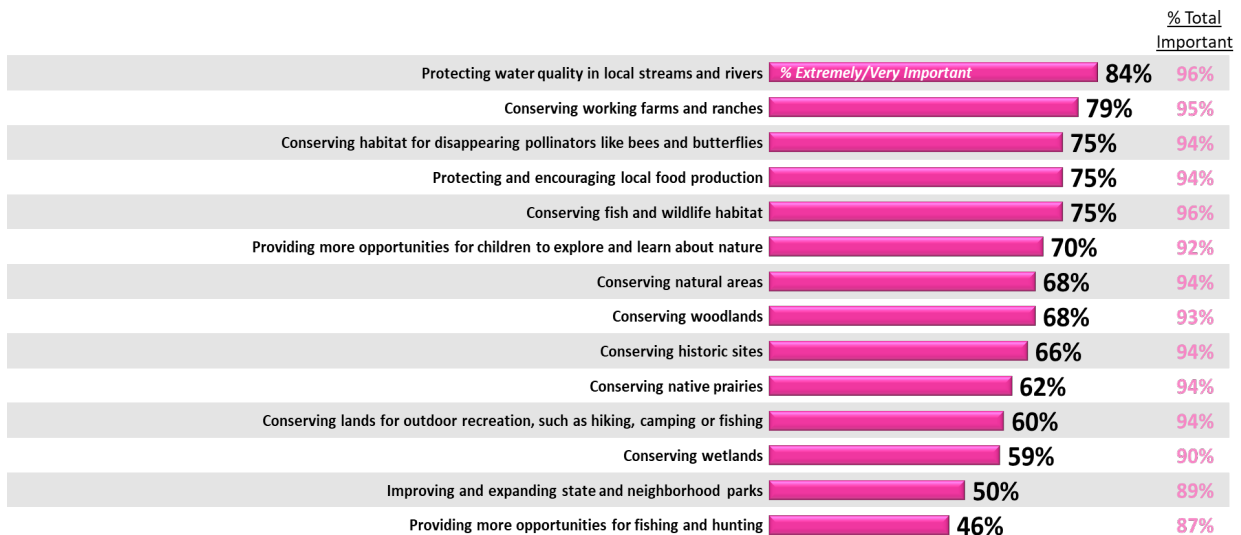 % Total
Important
Protecting water quality in local streams and rivers % Extremely/Very Important 84% 96%
Conserving working farms and ranches 79% 95%
Conserving habitat for disappearing pollinators like bees and butterflies 75% 94%
Protecting and encouraging local food production 75% 94%
Conserving fish and wildlife habitat 75% 96%
Providing more opportunities for children to explore and learn about nature 70% 92%
Conserving natural areas 68% 94%
Conserving woodlands 68% 93%
Conserving historic sites 66% 94%
Conserving native prairies 62% 94%
Conserving lands for outdoor recreation, such as hiking, camping or fishing 60% 94%
Conserving wetlands 59% 90%
Improving and expanding state and neighborhood parks 50% 89%
Providing more opportunities for fishing and hunting 46% 87%